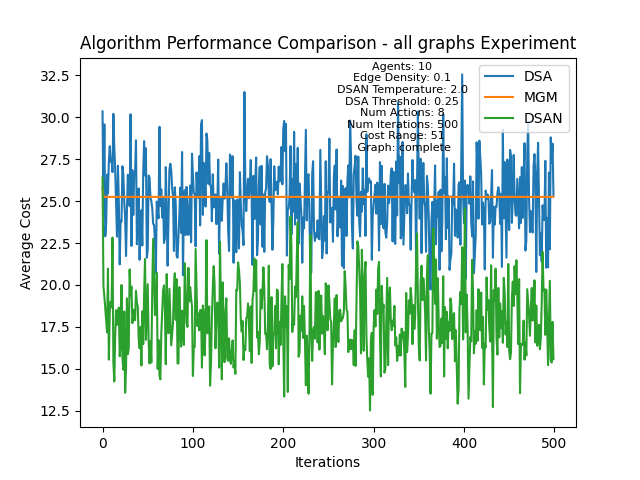 Algorithm Performance Comparison - all graphs Experiment
Agents: 10
Edge Density: 0.1
DSAN Temperature: 2.0
DSA Threshold: 0.25
Num Actions: 8
Num Iterations: 500
Cost Range: 51
Graph: complete
DSA
MGM
DSAN
Average Cost
32.5
30.0
27.5
25.0
22.5
20.0
17.5
15.0
12.5
0
100
200
300
400
500
Iterations